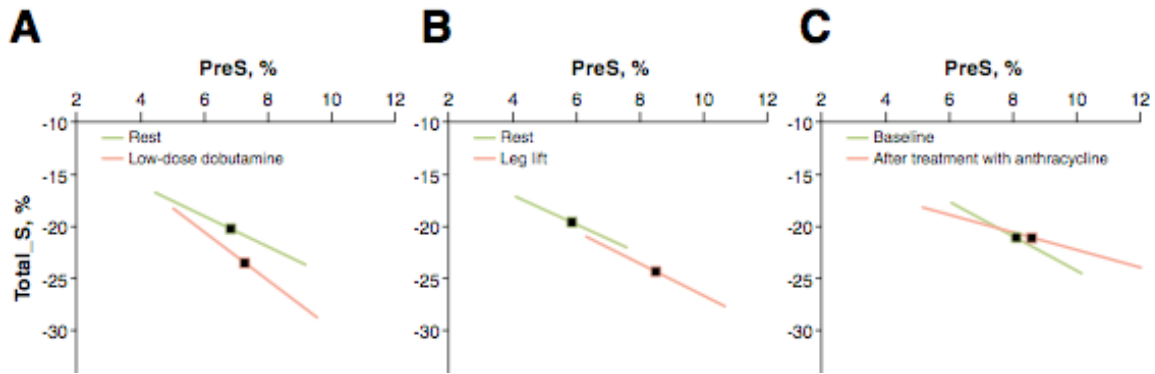 A
PreS, %
2 4 6 8 10 12
-10
-15
-20
-25
-30
Total_S, %
Rest
Low-dose dobutamine
B
PreS, %
2 4 6 8 10 12
-10
-15
-20
-25
-30
Rest
Leg lift
C
PreS, %
2 4 6 8 10 12
-10
-15
-20
-25
-30
Baseline
After treatment with anthracycline